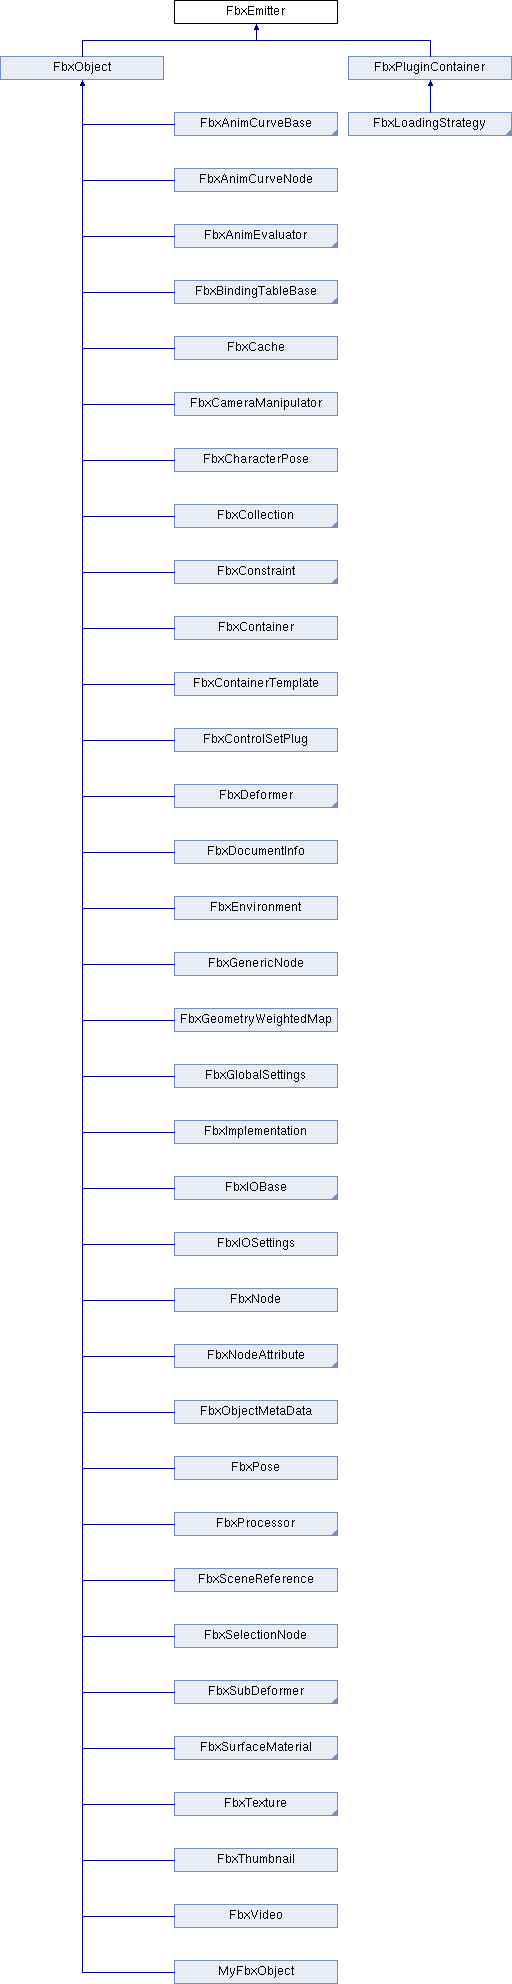 FbxEmitter
FbxObject
FbxPluginContainer
FbxAnimCurveBase
FbxLoadingStrategy
FbxAnimCurveNode
FbxAnimEvaluator
FbxBindingTableBase
FbxCache
FbxCameraManipulator
FbxCharacterPose
FbxCollection
FbxConstraint
FbxContainer
FbxContainerTemplate
FbxControlSetPlug
FbxDeformer
FbxDocumentInfo
FbxEnvironment
FbxGenericNode
FbxGeometryWeightedMap
FbxGlobalSettings
FbxImplementation
FbxIOBase
FbxIOSettings
FbxNode
FbxNodeAttribute
FbxObjectMetaData
FbxPose
FbxProcessor
FbxSceneReference
FbxSelectionNode
FbxSubDeformer
FbxSurfaceMaterial
FbxTexture
FbxThumbnail
FbxVideo
MyFbxObject